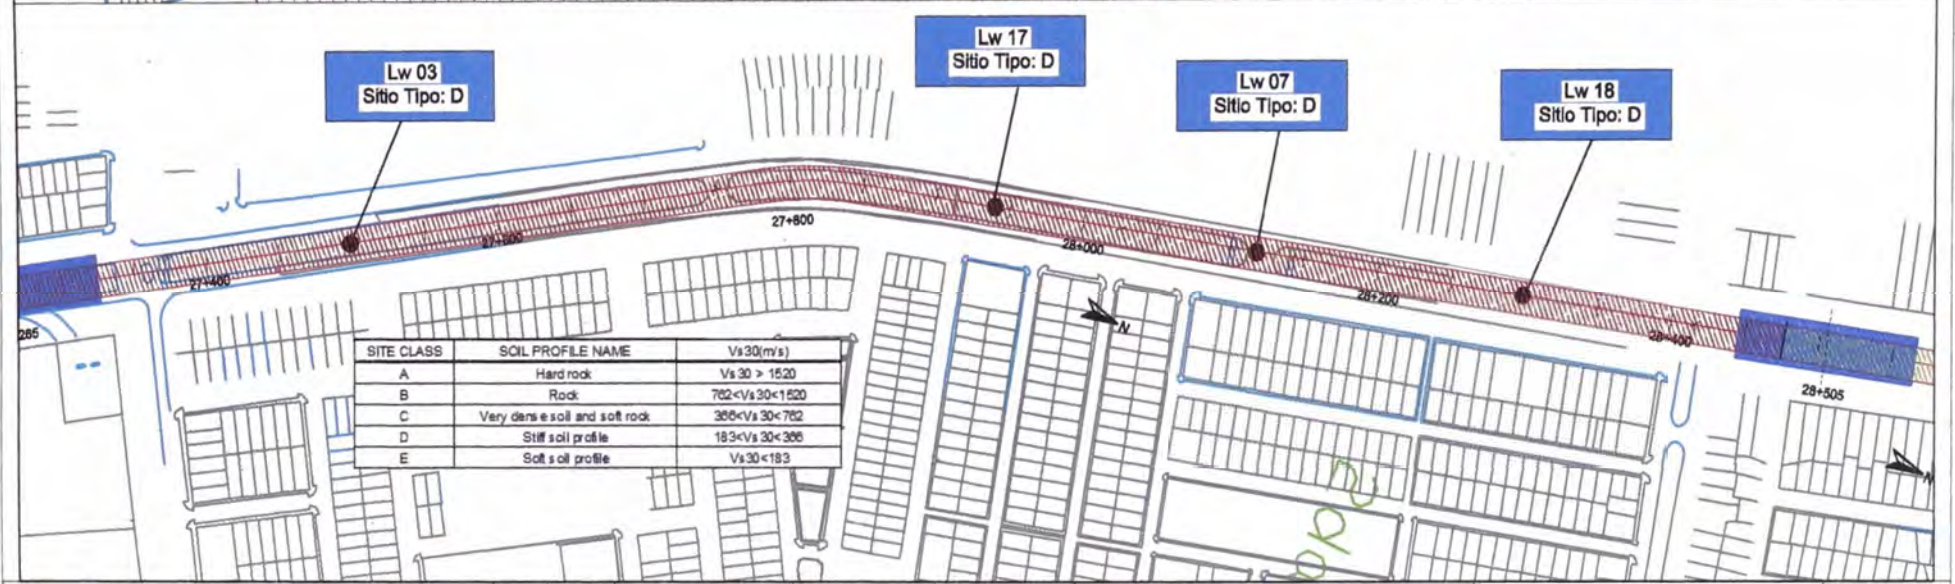 Lw 03
Sitio Tipo: D
Lw 17
Sitio Tipo: D
Lw 07
Sitio Tipo: D
Lw 18
Sitio Tipo: D
27+400
27+600
27+800
28+000
28+200
28+400
28+505
265
N
N
SITE CLASS SOIL PROFILE NAME Vs30(m/s)
A Hard rock Vs 30 > 1520
B Rock 762<Vs30<1520
C Very dense soil and soft rock 366<Vs30<762
D Stiff soil profile 183<Vs30<366
E Soft soil profile Vs30<183